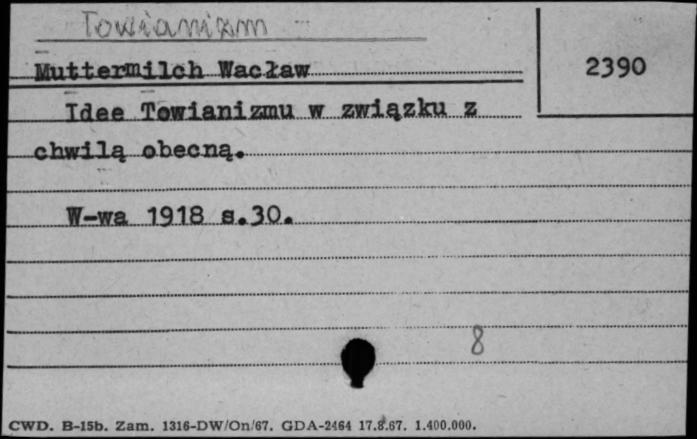 Towianizm
Muttermilch Wacław
2390
Idee Towianizmu w związku z
chwilą obecną.
W-wa 1918 s.30.
8
CWD. B-15b. Zam. 1316-DW/On/67. GDA-2464 17.8.67. 1.400.000.